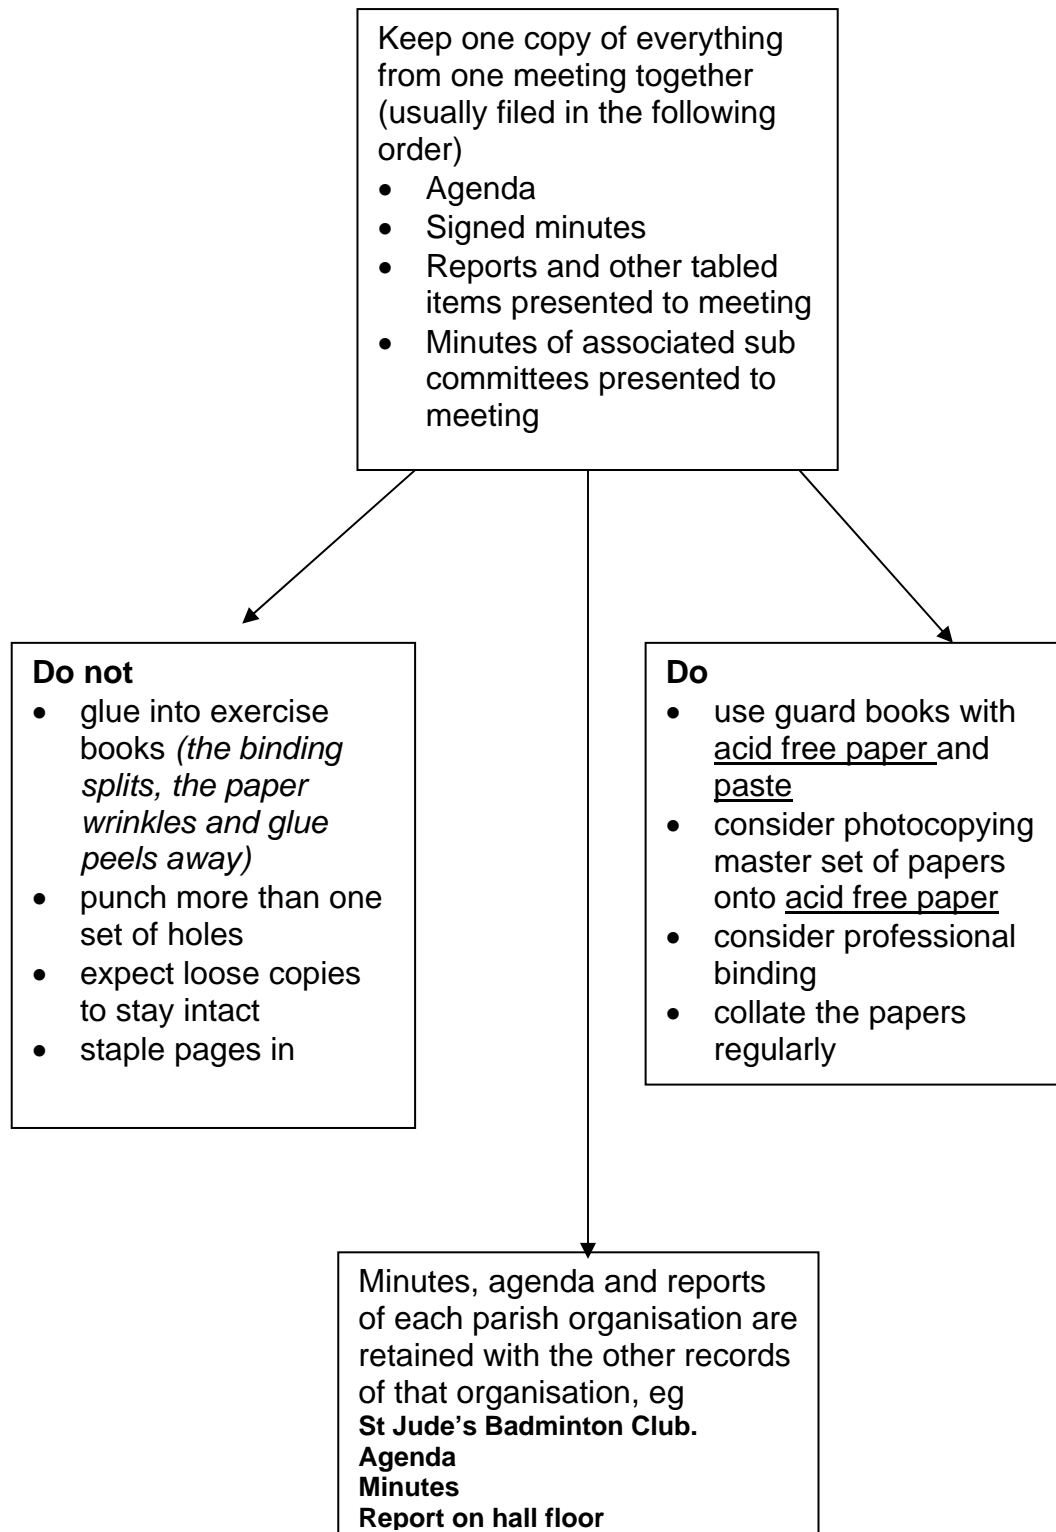 Keep one copy of everything
from one meeting together
(usually filed in the following
order)
• Agenda
• Signed minutes
• Reports and other tabled
items presented to meeting
• Minutes of associated sub
committees presented to
meeting
Do not
• glue into exercise
books (the binding
splits, the paper
wrinkles and glue
peels away)
• punch more than one
set of holes
• expect loose copies
to stay intact
• staple pages in
Do
• use guard books with
acid free paper and
paste
• consider photocopying
master set of papers
onto acid free paper
• consider professional
binding
• collate the papers
regularly
Minutes, agenda and reports
of each parish organisation are
retained with the other records
of that organisation, eg
St Jude’s Badminton Club.
Agenda
Minutes
Report on hall floor